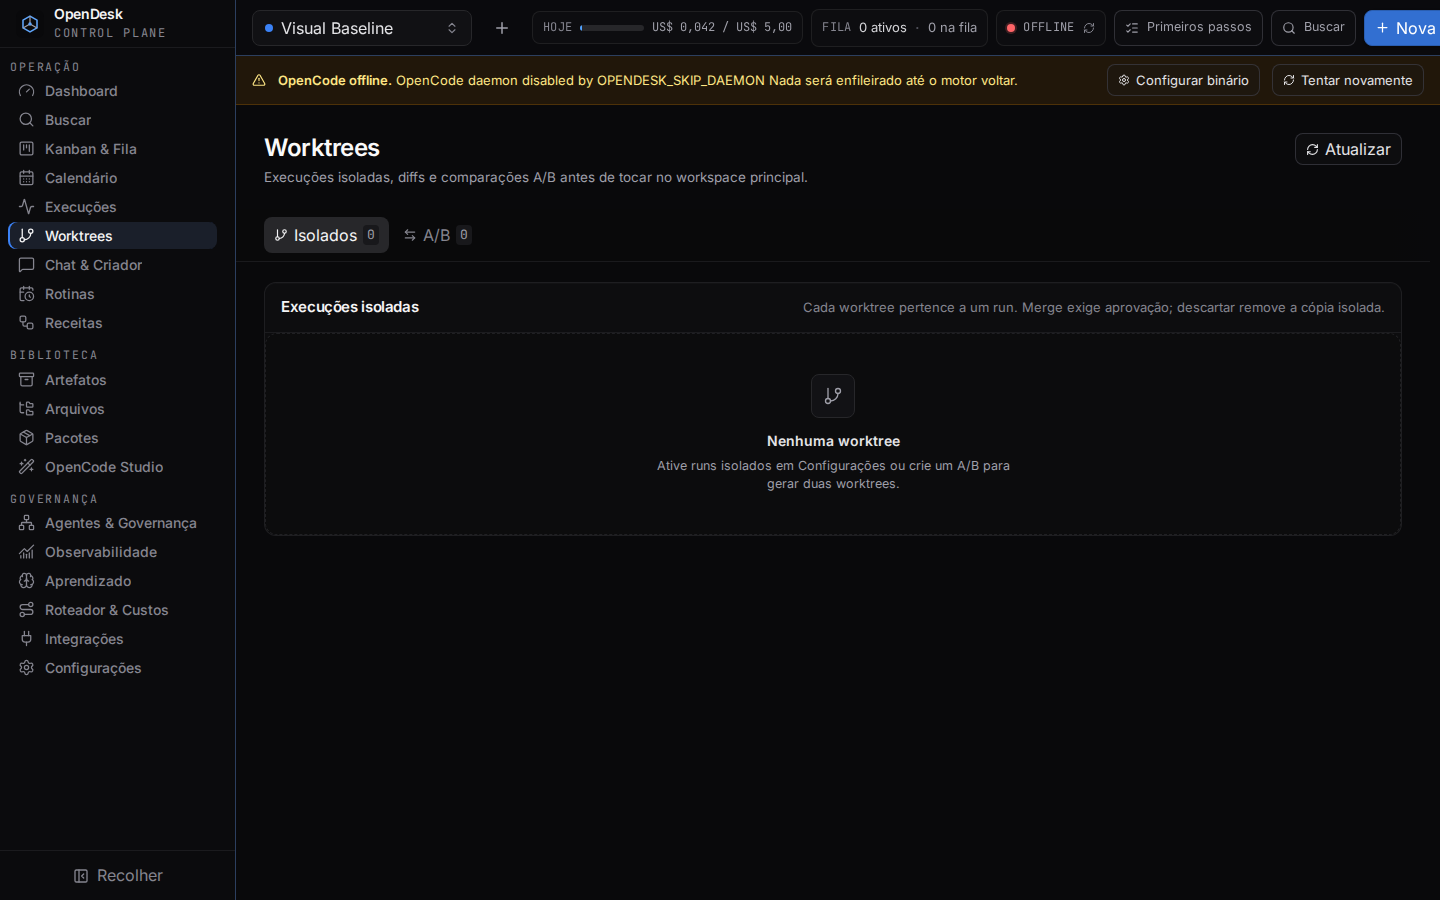 OpenDesk
CONTROL PLANE
OPERAÇÃO
Dashboard
Buscar
Kanban & Fila
Calendário
Execuções
Worktrees
Chat & Criador
Rotinas
Receitas
BIBLIOTECA
Artefatos
Arquivos
Pacotes
OpenCode Studio
GOVERNANÇA
Agentes & Governança
Observabilidade
Aprendizado
Roteador & Custos
Integrações
Configurações
Recolher
Visual Baseline
HOJE US$ 0,042 / US$ 5,00
FILA 0 ativos · 0 na fila
OFFLINE
Primeiros passos
Buscar
Nova
OpenCode offline. OpenCode daemon disabled by OPENDESK_SKIP_DAEMON Nada será enfileirado até o motor voltar.
Configurar binário
Tentar novamente
Worktrees
Execuções isoladas, diffs e comparações A/B antes de tocar no workspace principal.
Atualizar
Isolados 0
A/B 0
Execuções isoladas
Cada worktree pertence a um run. Merge exige aprovação; descartar remove a cópia isolada.
Nenhuma worktree
Ative runs isolados em Configurações ou crie um A/B para
gerar duas worktrees.